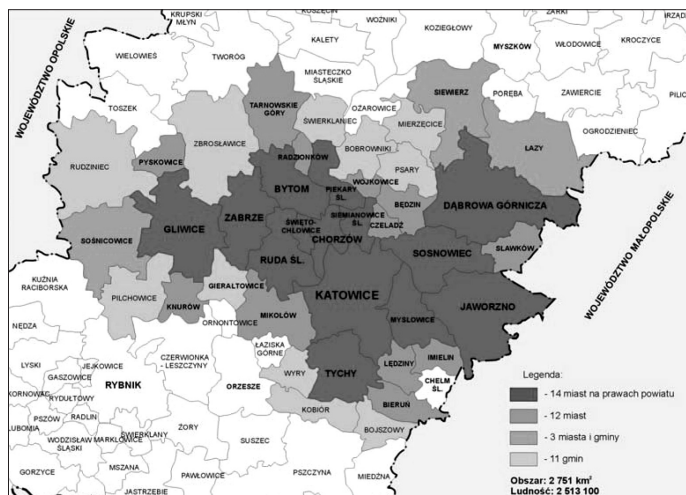 KRUPSKI
MŁYN
KOSZĘCIN
WOŹNIKI
KOZIEGŁOWY
ŻARKI
KROCZYCE
WIELOWIEŚ
TWORÓG
KALETY
MYSZKÓW
WŁODOWICE
MIASTECZKO
ŚLĄSKIE
TOSZEK
TARNOWSKIE
GÓRY
ŚWIERKLANIEC
OŻAROWICE
SIEWIERZ
PORĘBA
ZAWIERCIE
OGRODZIENIEC
WOJEWÓDZTWO OPOLSKIE
ZBROSŁAWICE
MIERZĘCICE
BOBROWNIKI
ŁAZY
RUDZINIEC
PYSKOWICE
RADZIONKÓW
PSARY
BYTOM
PIEKARY
ŚL.
WOJKOWICE
BĘDZIN
DĄBROWA GÓRNICZA
GLIWICE
ZABRZE
ŚWIĘTO-
CHŁOWICE
SIEMIANOWICE
ŚL.
CZELADŹ
CHORZÓW
SOŚNICOWICE
RUDA ŚL.
SOSNOWIEC
SŁAWKÓW
WOJEWÓDZTWO MAŁOPOLSKIE
KUŹNIA
RACIBORSKA
PILCHOWICE
KNURÓW
GIERAŁTOWICE
ORNONTOWICE
MIKOŁÓW
KATOWICE
MYSŁOWICE
JAWORZNO
NĘDZA
ŁAZISKA
GÓRNE
WYRY
TYCHY
LĘDZINY
IMIELIN
CHEŁM
ŚL.
LYSKI
JEJKOWICE
GASZOWICE
RYDUŁTOWY
CZERWIONKA
-LESZCZYNY
RYBNIK
ORZESZE
KOBIÓR
BIERUŃ
BOJSZOWY
KORNOWAC
PSZÓW
RADLIN
LUBOMIA
WODZISŁAW
ŚLĄSKI
MARKLOWICE
ŚWIERKLANY
ŻORY
SUSZEC
MSZANA
GORZYCE
PAWŁOWICE
PSZCZYNA
MIEDŹNA
JASTRZĘBIE
Legenda:
- 14 miast na prawach powiatu
- 12 miast
- 3 miasta i gminy
- 11 gmin
Obszar: 2 751 km²
Ludność: 2 513 100